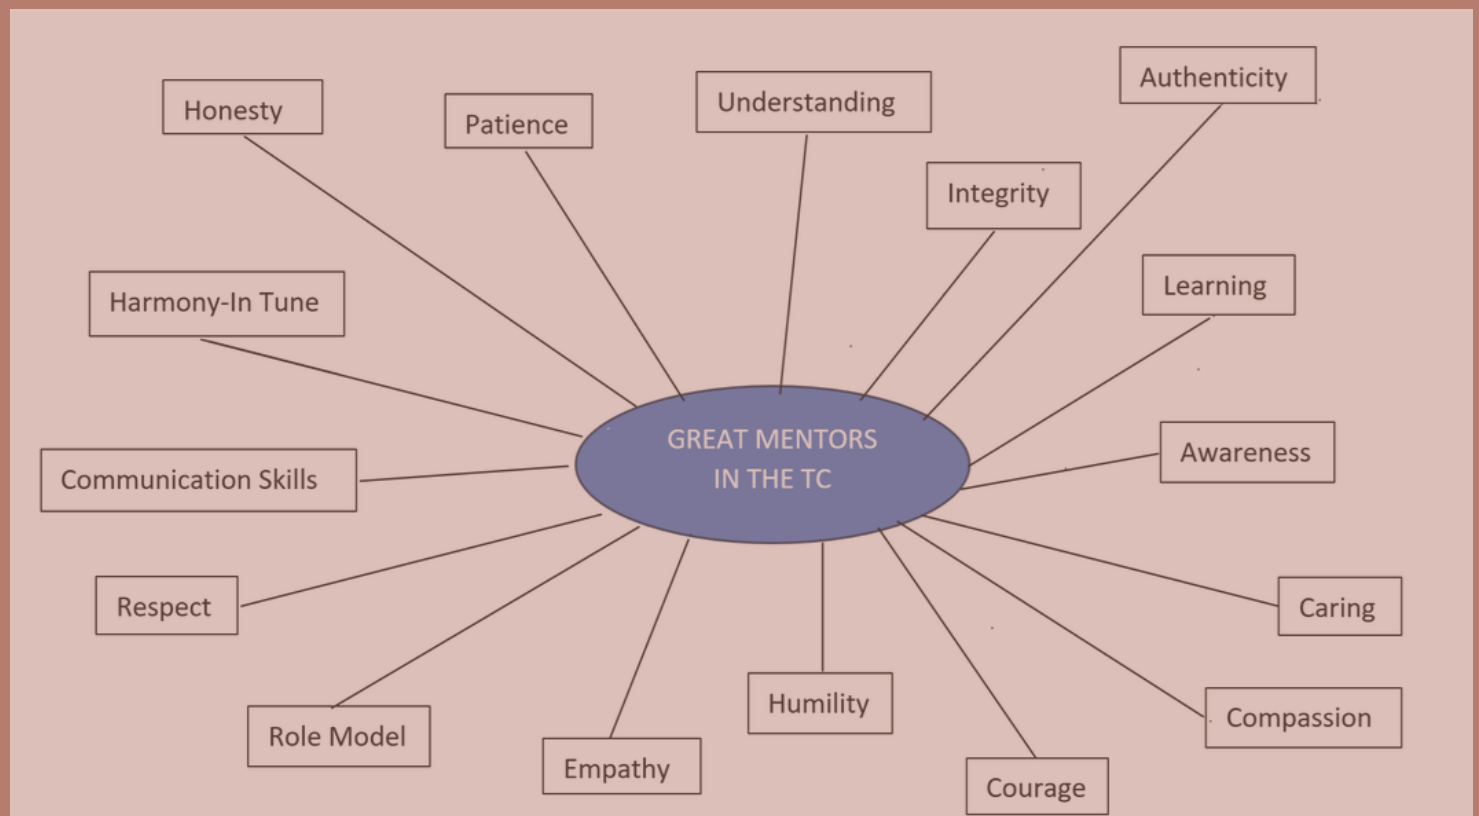 Honesty
Patience
Understanding
Authenticity
Integrity
Harmony-In Tune
Learning
GREAT MENTORS
IN THE TC
Communication Skills
Awareness
Respect
Caring
Role Model
Empathy
Humility
Courage
Compassion